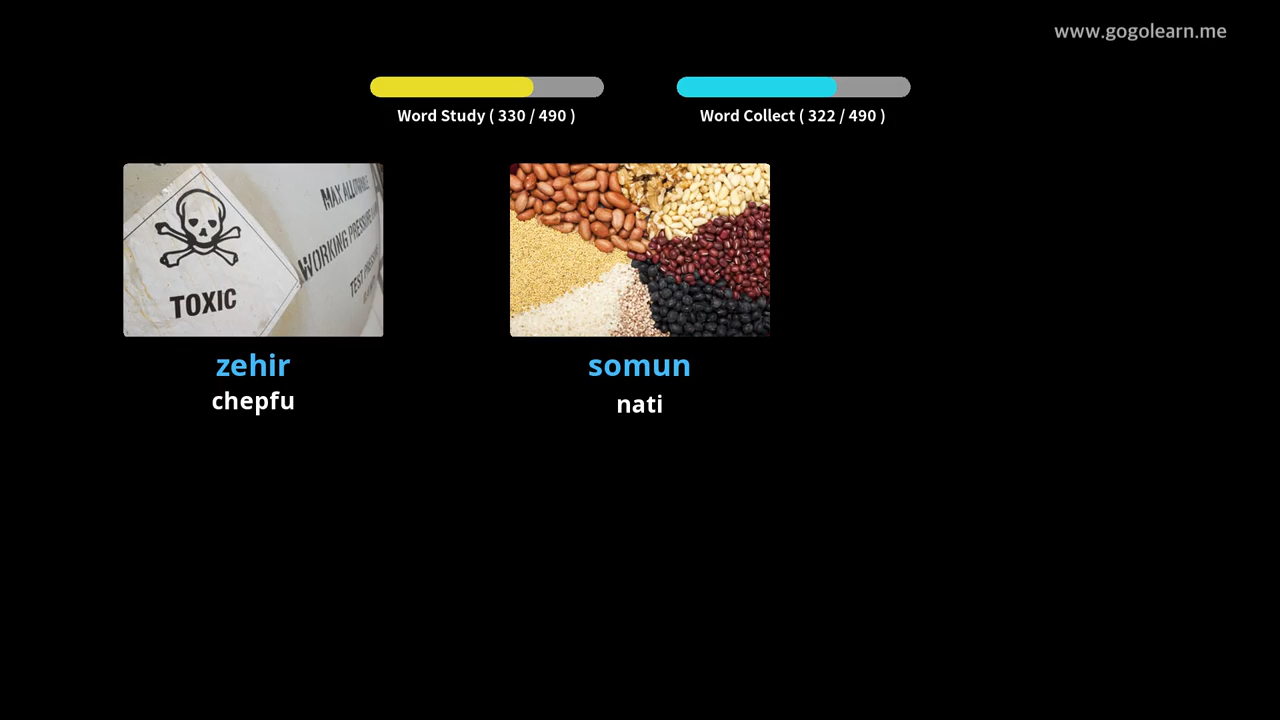 www.gogolearn.me
Word Study ( 330 / 490 )
Word Collect ( 322 / 490 )
MAX ALLOWABLE
WORKING PRESSURE
TEST
TOXIC
zehir
somun
chepfu
nati